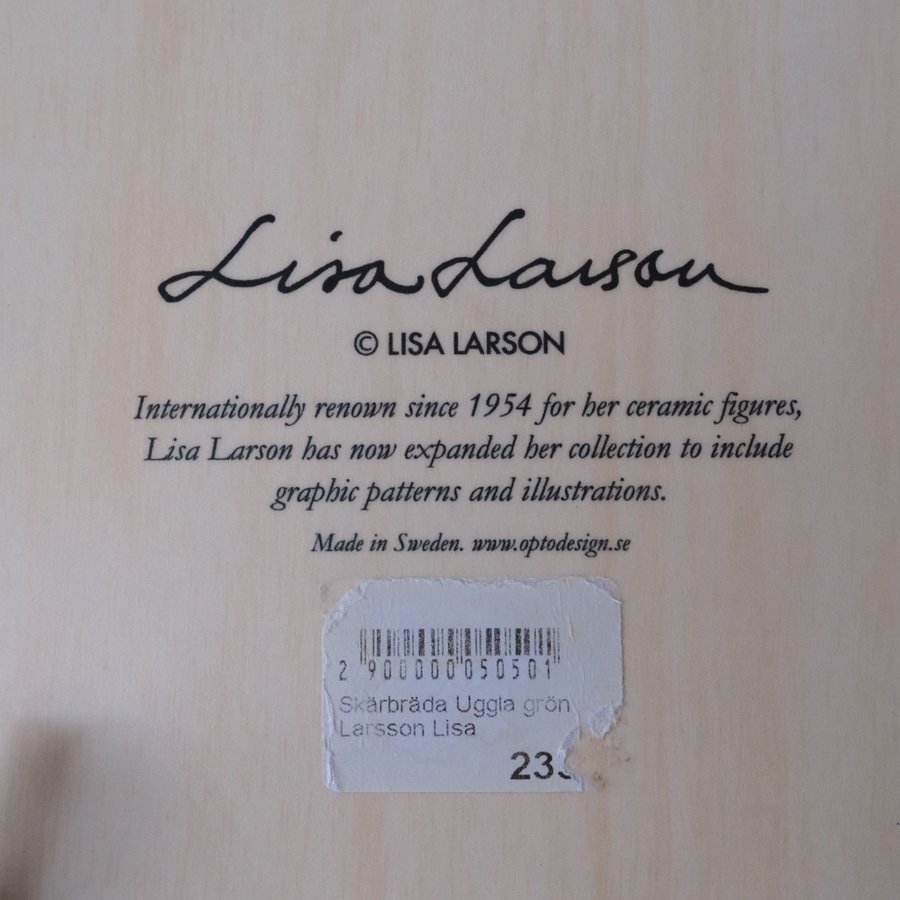 Lisa Larson
© LISA LARSON
Internationally renown since 1954 for her ceramic figures,
Lisa Larson has now expanded her collection to include
graphic patterns and illustrations.
Made in Sweden. www.optodesign.se
2 900000 050501
Skärbräda Uggla grön
Larsson Lisa